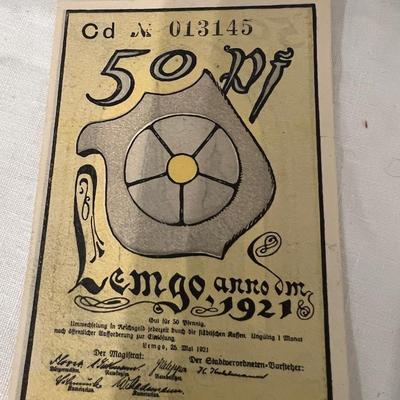 Cd № 013145
50 Pf
Lemgo, anno dm
1921
Gut für 50 Pfennig.
Umwechselung in Reichsgeld jederzeit durch die städtischen Kassen. Ungültig 1 Monat
nach öffentlicher Aufforderung zur Einlösung.
Lemgo, 25. Mai 1921
Der Magistrat: Der Stadtverordneten-Vorsteher: